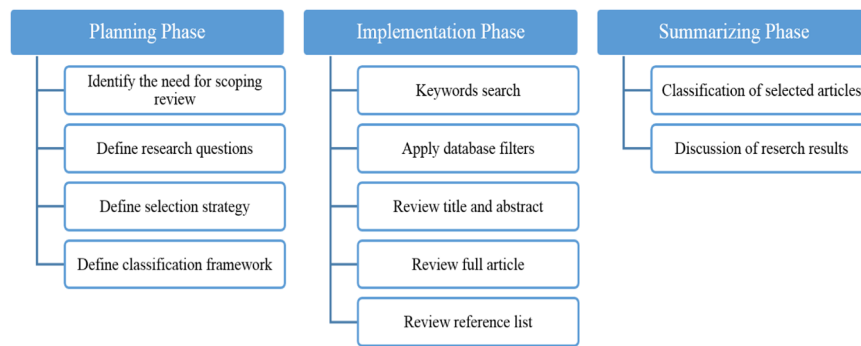 Planning Phase
Identify the need for scoping
review
Define research questions
Define selection strategy
Define classification framework
Implementation Phase
Keywords search
Apply database filters
Review title and abstract
Review full article
Review reference list
Summarizing Phase
Classification of selected articles
Discussion of reserch results